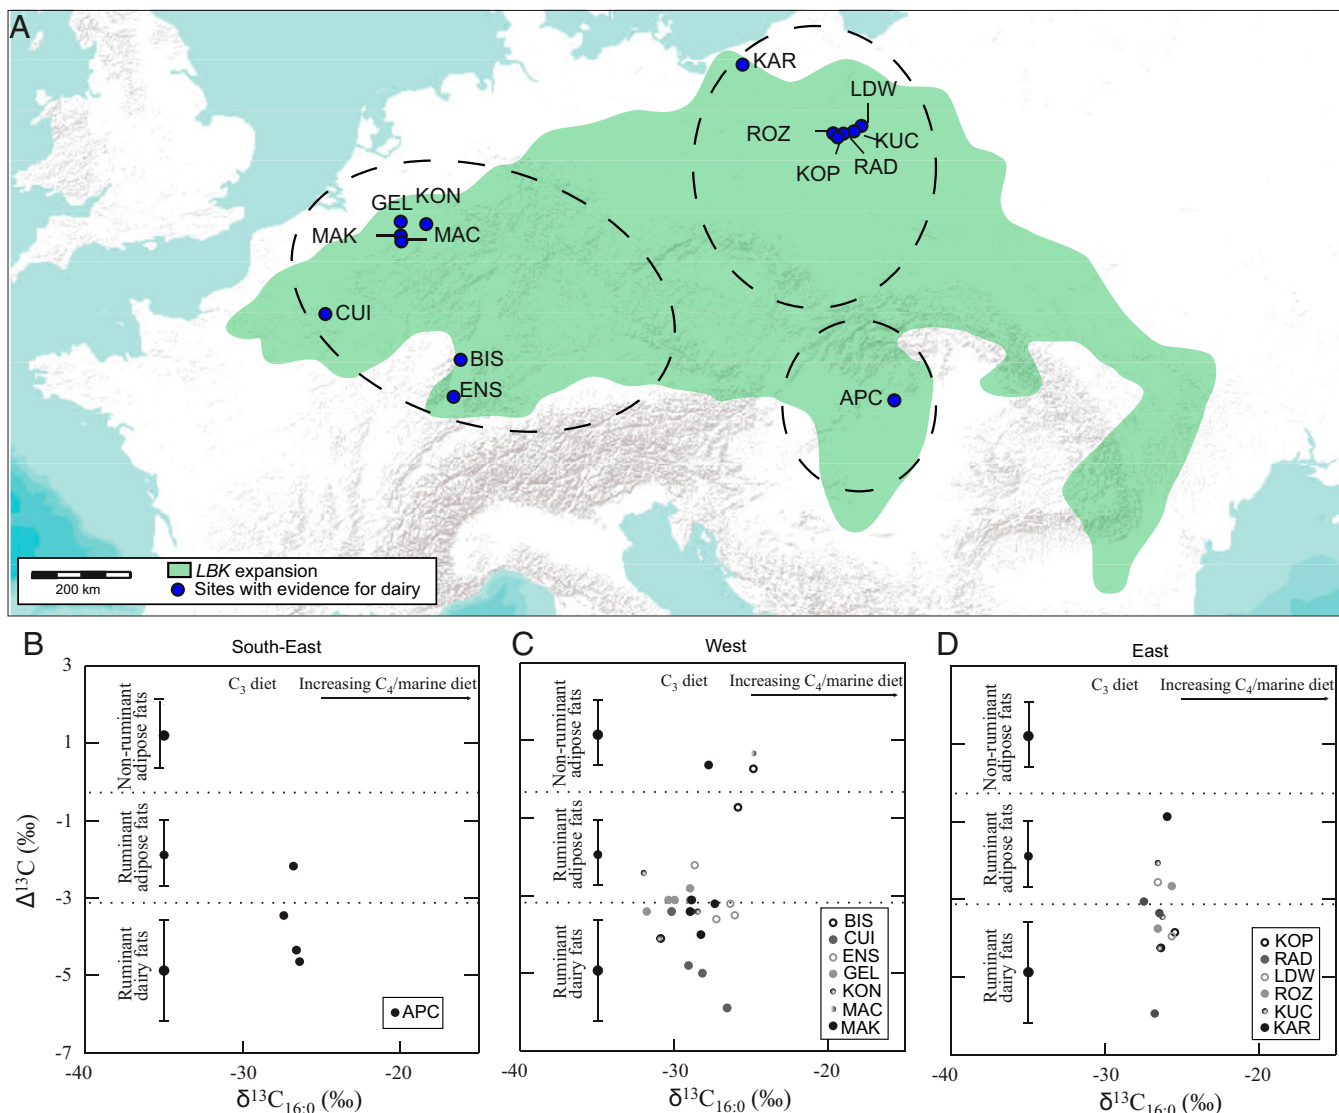 A
KAR
LDW
ROZ
KUC
KOP
RAD
GEL
KON
MAK
MAC
CUI
BIS
ENS
APC
200 km
LBK expansion
Sites with evidence for dairy
B
South-East
C
West
D
East
Δ¹³C (‰)
3
1
-1
-3
-5
-7
Non-ruminant
adipose fats
Ruminant
adipose fats
Ruminant
dairy fats
C₃ diet
Increasing C₄/marine diet
APC
-40
-30
-20
δ¹³C₁₆:₀ (‰)
Non-ruminant
adipose fats
Ruminant
adipose fats
Ruminant
dairy fats
C₃ diet
Increasing C₄/marine diet
BIS
CUI
ENS
GEL
KON
MAC
MAK
-40
-30
-20
δ¹³C₁₆:₀ (‰)
Non-ruminant
adipose fats
Ruminant
adipose fats
Ruminant
dairy fats
C₃ diet
Increasing C₄/marine diet
KOP
RAD
LDW
ROZ
KUC
KAR
-40
-30
-20
δ¹³C₁₆:₀ (‰)